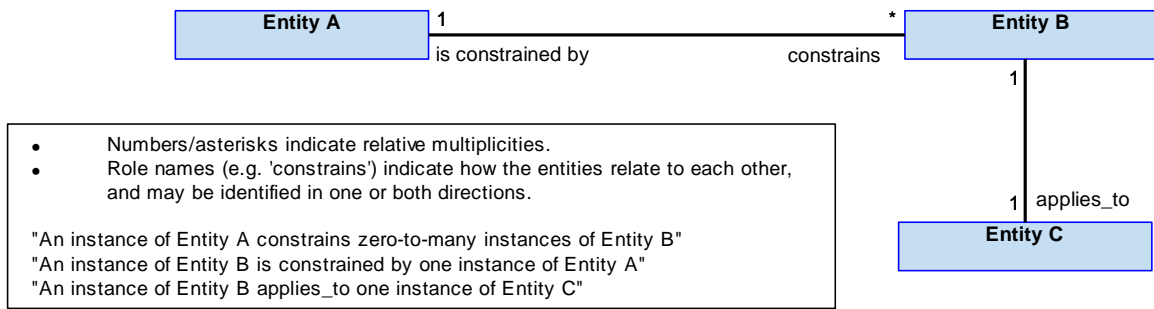 Entity A
1
*
Entity B
is constrained by
constrains
1
• Numbers/asterisks indicate relative multiplicities.
• Role names (e.g. 'constrains') indicate how the entities relate to each other,
and may be identified in one or both directions.
"An instance of Entity A constrains zero-to-many instances of Entity B"
"An instance of Entity B is constrained by one instance of Entity A"
"An instance of Entity B applies_to one instance of Entity C"
1
applies_to
Entity C